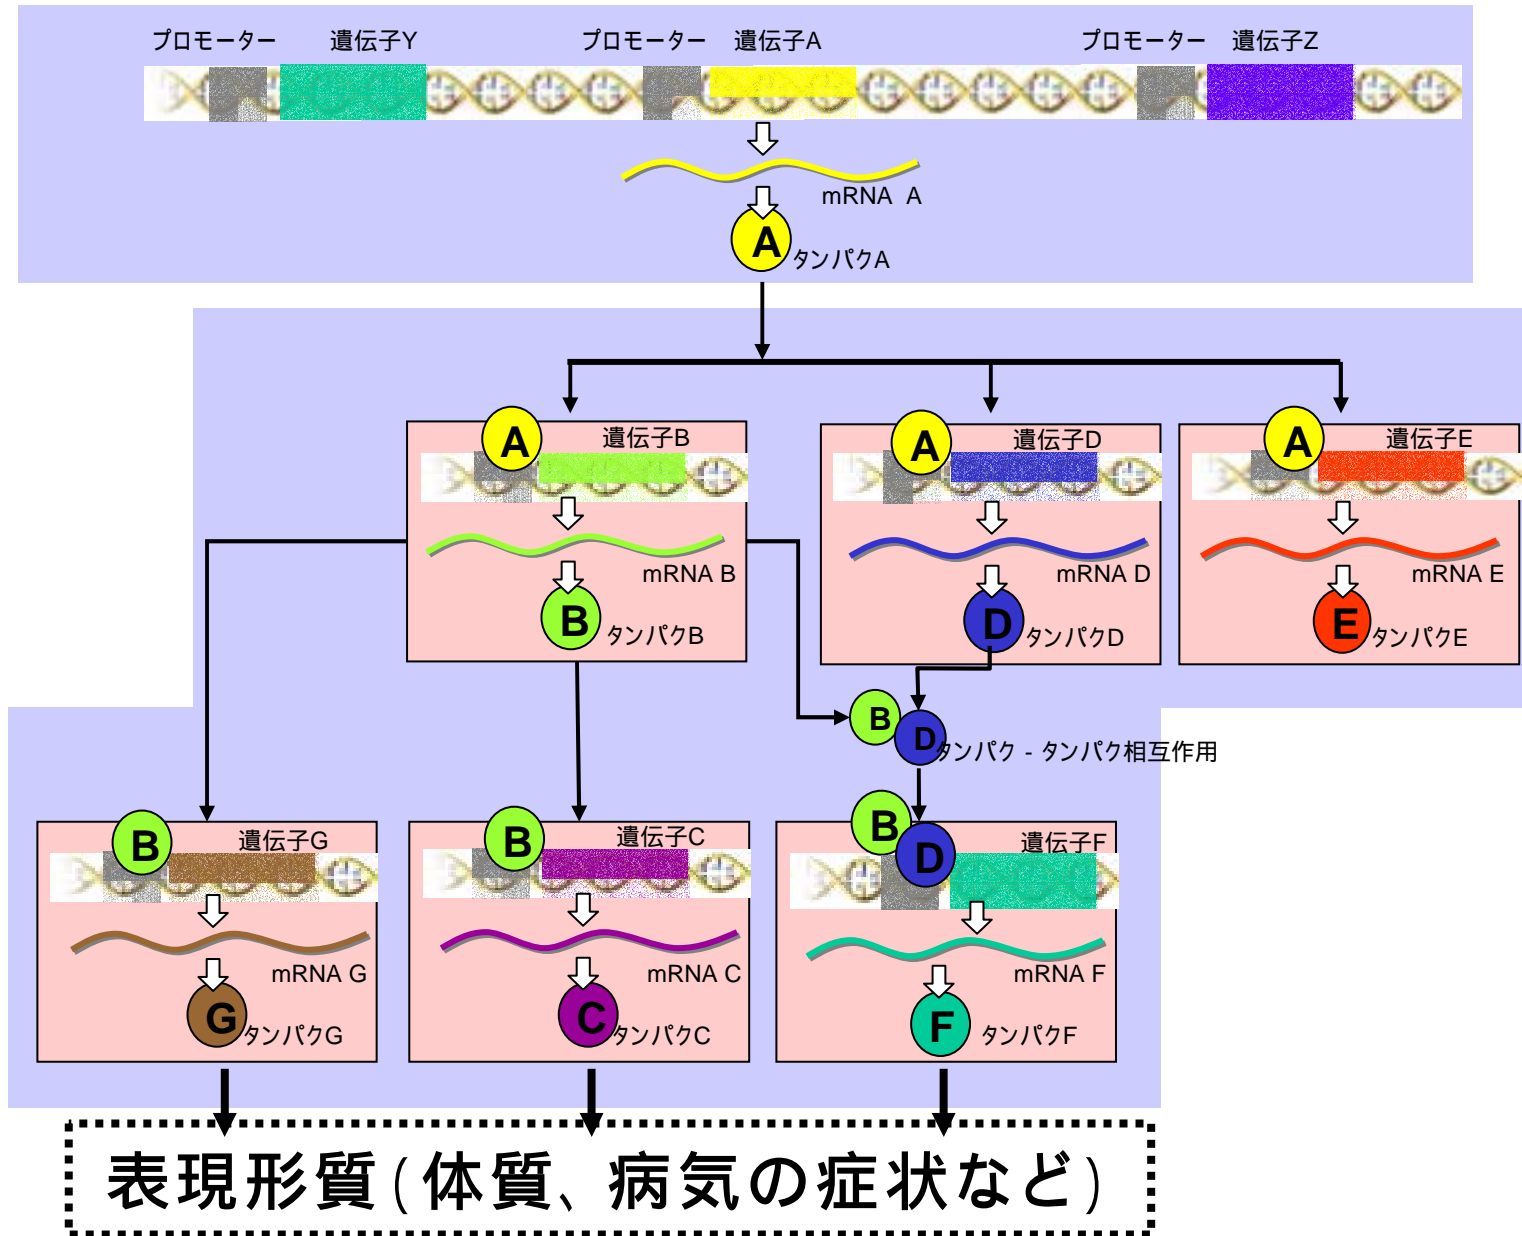 プロモーター 遺伝子Y プロモーター 遺伝子A プロモーター 遺伝子Z
mRNA A
A
タンパクA
A 遺伝子B
mRNA B
B
タンパクB
A 遺伝子D
mRNA D
D
タンパクD
A 遺伝子E
mRNA E
E
タンパクE
B
D
タンパク - タンパク相互作用
B 遺伝子G
mRNA G
G
タンパクG
B 遺伝子C
mRNA C
C
タンパクC
B
D
遺伝子F
mRNA F
F
タンパクF
表現形質(体質、病気の症状など)